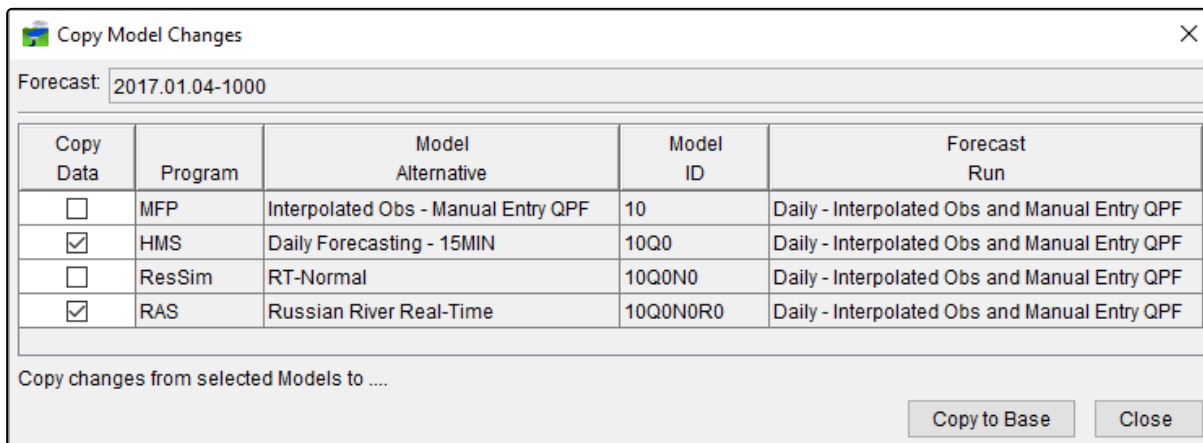 Copy Model Changes
Forecast: 2017.01.04-1000
Copy Data Program Model Alternative Model ID Forecast Run
MFP Interpolated Obs - Manual Entry QPF 10 Daily - Interpolated Obs and Manual Entry QPF
HMS Daily Forecasting - 15MIN 10Q0 Daily - Interpolated Obs and Manual Entry QPF
ResSim RT-Normal 10Q0N0 Daily - Interpolated Obs and Manual Entry QPF
RAS Russian River Real-Time 10Q0N0R0 Daily - Interpolated Obs and Manual Entry QPF
Copy changes from selected Models to ....
Copy to Base Close